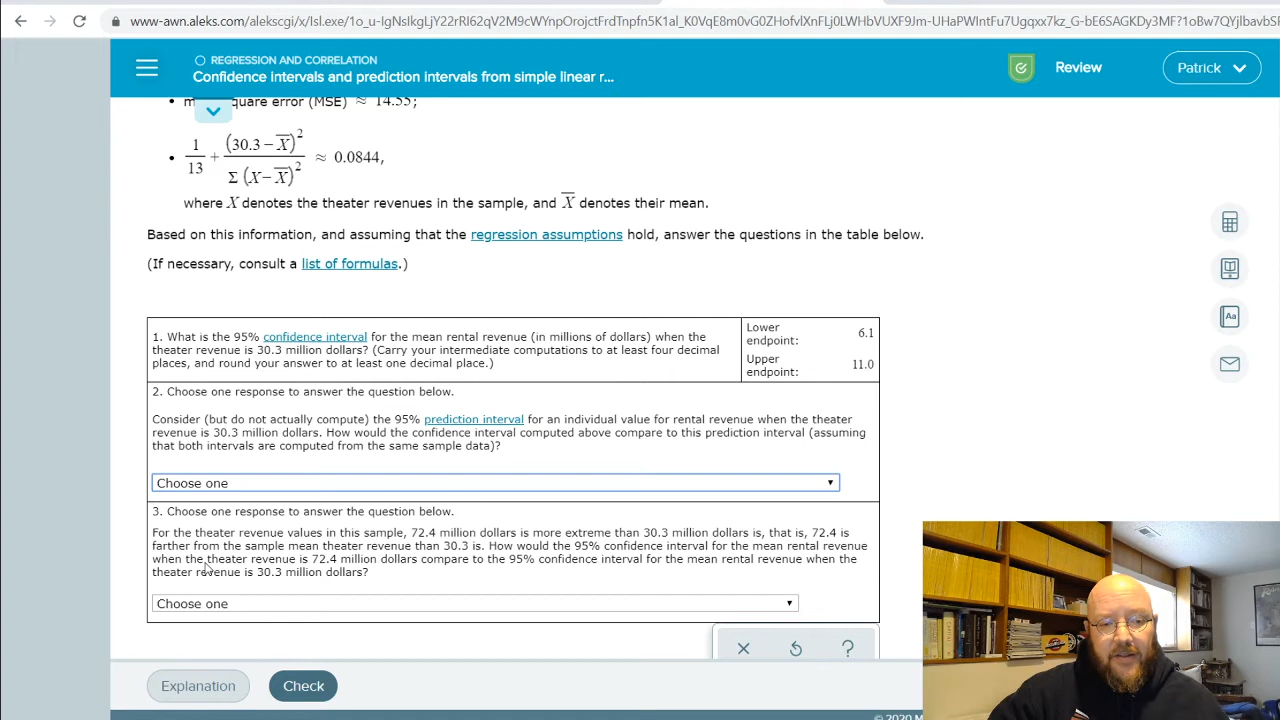 www-awn.aleks.com/alekscgi/x/Isl.exe/1o_u-IgNsIkgLjY22rRI62qV2M9cWYnpOrojctFrdTnpfn5K1al_K0VqE8m0vG0ZHofvlXnFLj0LWHbVUXF9Jm-UHaPWIntFu7Ugqxx7kz_G-bE6SAGKDy3MF?1oBw7QYjlbavbSF
REGRESSION AND CORRELATION
Confidence intervals and prediction intervals from simple linear r...
Review
Patrick
quare error (MSE) ≈ 14.55;
1/13 + (30.3 − X̄)² / Σ (X − X̄)² ≈ 0.0844,
where X denotes the theater revenues in the sample, and X̄ denotes their mean.
Based on this information, and assuming that the regression assumptions hold, answer the questions in the table below.
(If necessary, consult a list of formulas.)
1. What is the 95% confidence interval for the mean rental revenue (in millions of dollars) when the
theater revenue is 30.3 million dollars? (Carry your intermediate computations to at least four decimal
places, and round your answer to at least one decimal place.)
Lower
endpoint: 6.1
Upper
endpoint: 11.0
2. Choose one response to answer the question below.
Consider (but do not actually compute) the 95% prediction interval for an individual value for rental revenue when the theater
revenue is 30.3 million dollars. How would the confidence interval computed above compare to this prediction interval (assuming
that both intervals are computed from the same sample data)?
Choose one
3. Choose one response to answer the question below.
For the theater revenue values in this sample, 72.4 million dollars is more extreme than 30.3 million dollars is, that is, 72.4 is
farther from the sample mean theater revenue than 30.3 is. How would the 95% confidence interval for the mean rental revenue
when the theater revenue is 72.4 million dollars compare to the 95% confidence interval for the mean rental revenue when the
theater revenue is 30.3 million dollars?
Choose one
Aa
?
Explanation
Check
© 2020 M